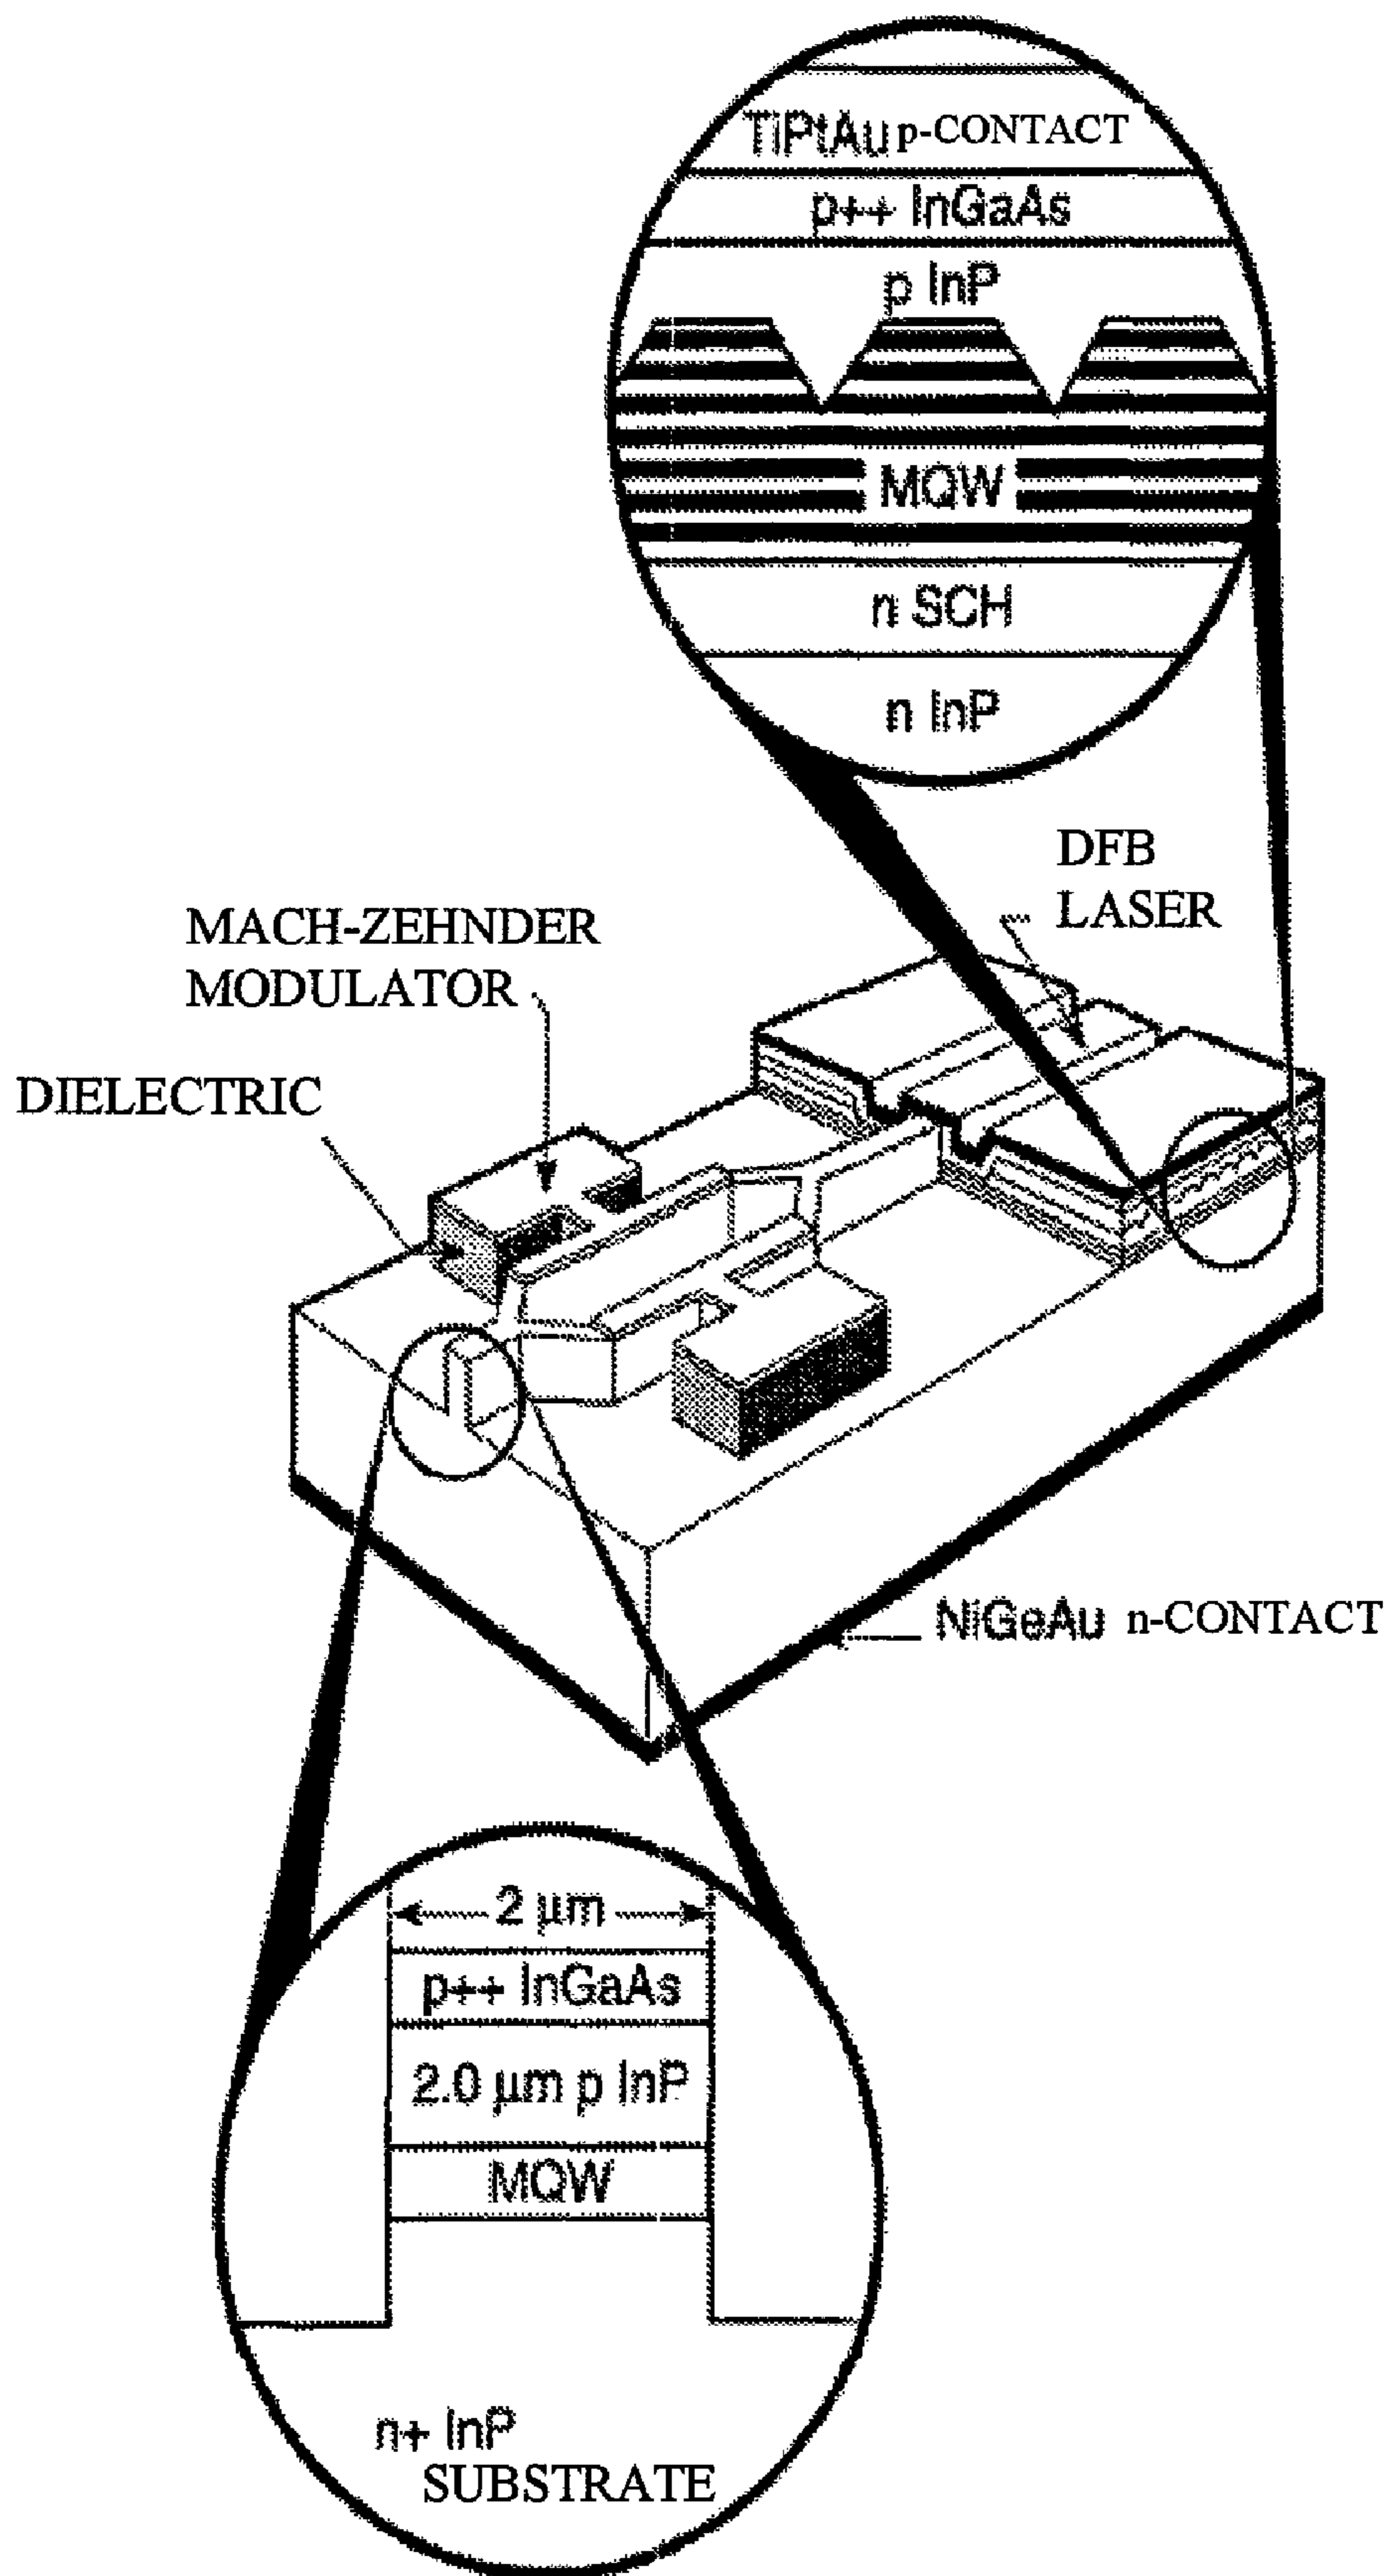 TiPtAu p-CONTACT
p++ InGaAs
p InP
MQW
n SCH
n InP
DFB
LASER
MACH-ZEHNDER
MODULATOR
DIELECTRIC
NiGeAu n-CONTACT
2 µm
p++ InGaAs
2.0 µm p InP
MQW
n+ InP
SUBSTRATE